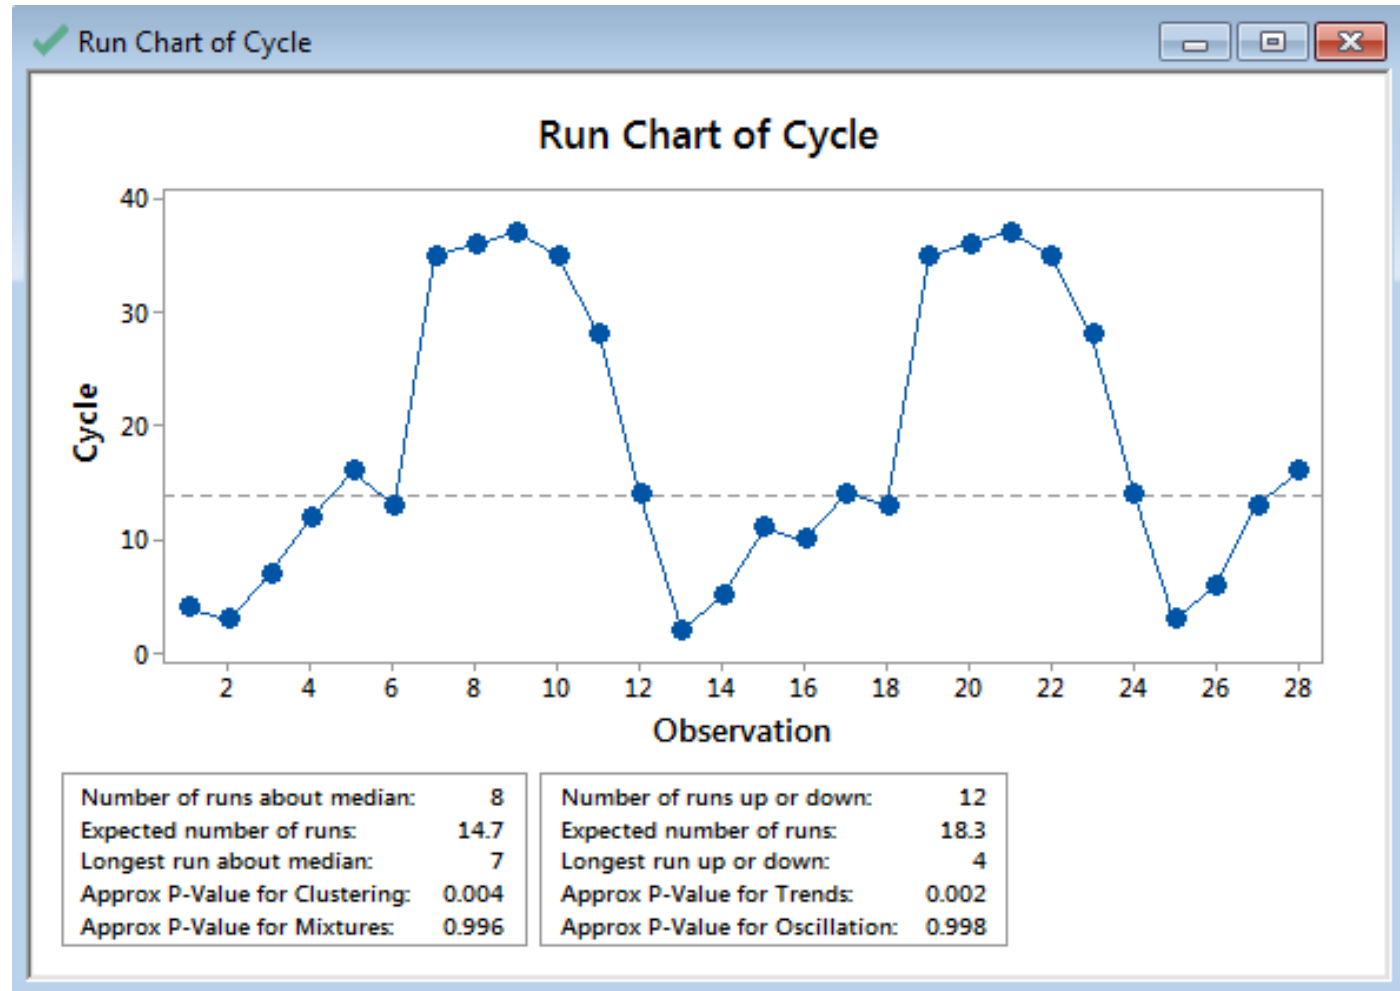 Run Chart of Cycle
Run Chart of Cycle
40
30
20
10
0
Cycle
2 4 6 8 10 12 14 16 18 20 22 24 26 28
Observation
Number of runs about median: 8
Expected number of runs: 14.7
Longest run about median: 7
Approx P-Value for Clustering: 0.004
Approx P-Value for Mixtures: 0.996
Number of runs up or down: 12
Expected number of runs: 18.3
Longest run up or down: 4
Approx P-Value for Trends: 0.002
Approx P-Value for Oscillation: 0.998